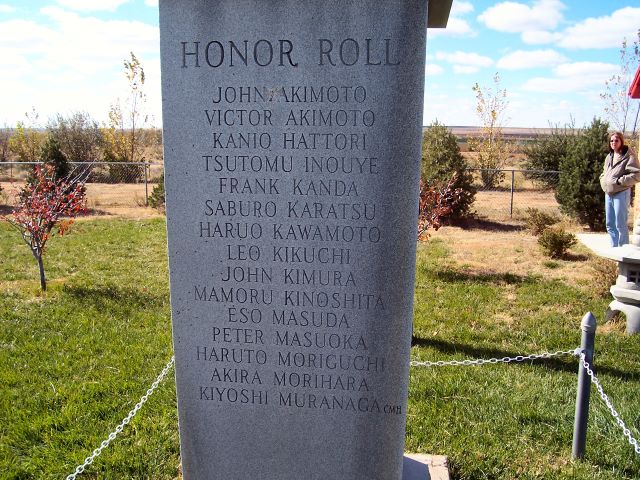 HONOR ROLL
JOHN AKIMOTO
VICTOR AKIMOTO
KANIO HATTORI
TSUTOMU INOUYE
FRANK KANDA
SABURO KARATSU
HARUO KAWAMOTO
LEO KIKUCHI
JOHN KIMURA
MAMORU KINOSHITA
ESO MASUDA
PETER MASUOKA
HARUTO MORIGUCHI
AKIRA MORIHARA
KIYOSHI MURANAGA CMH